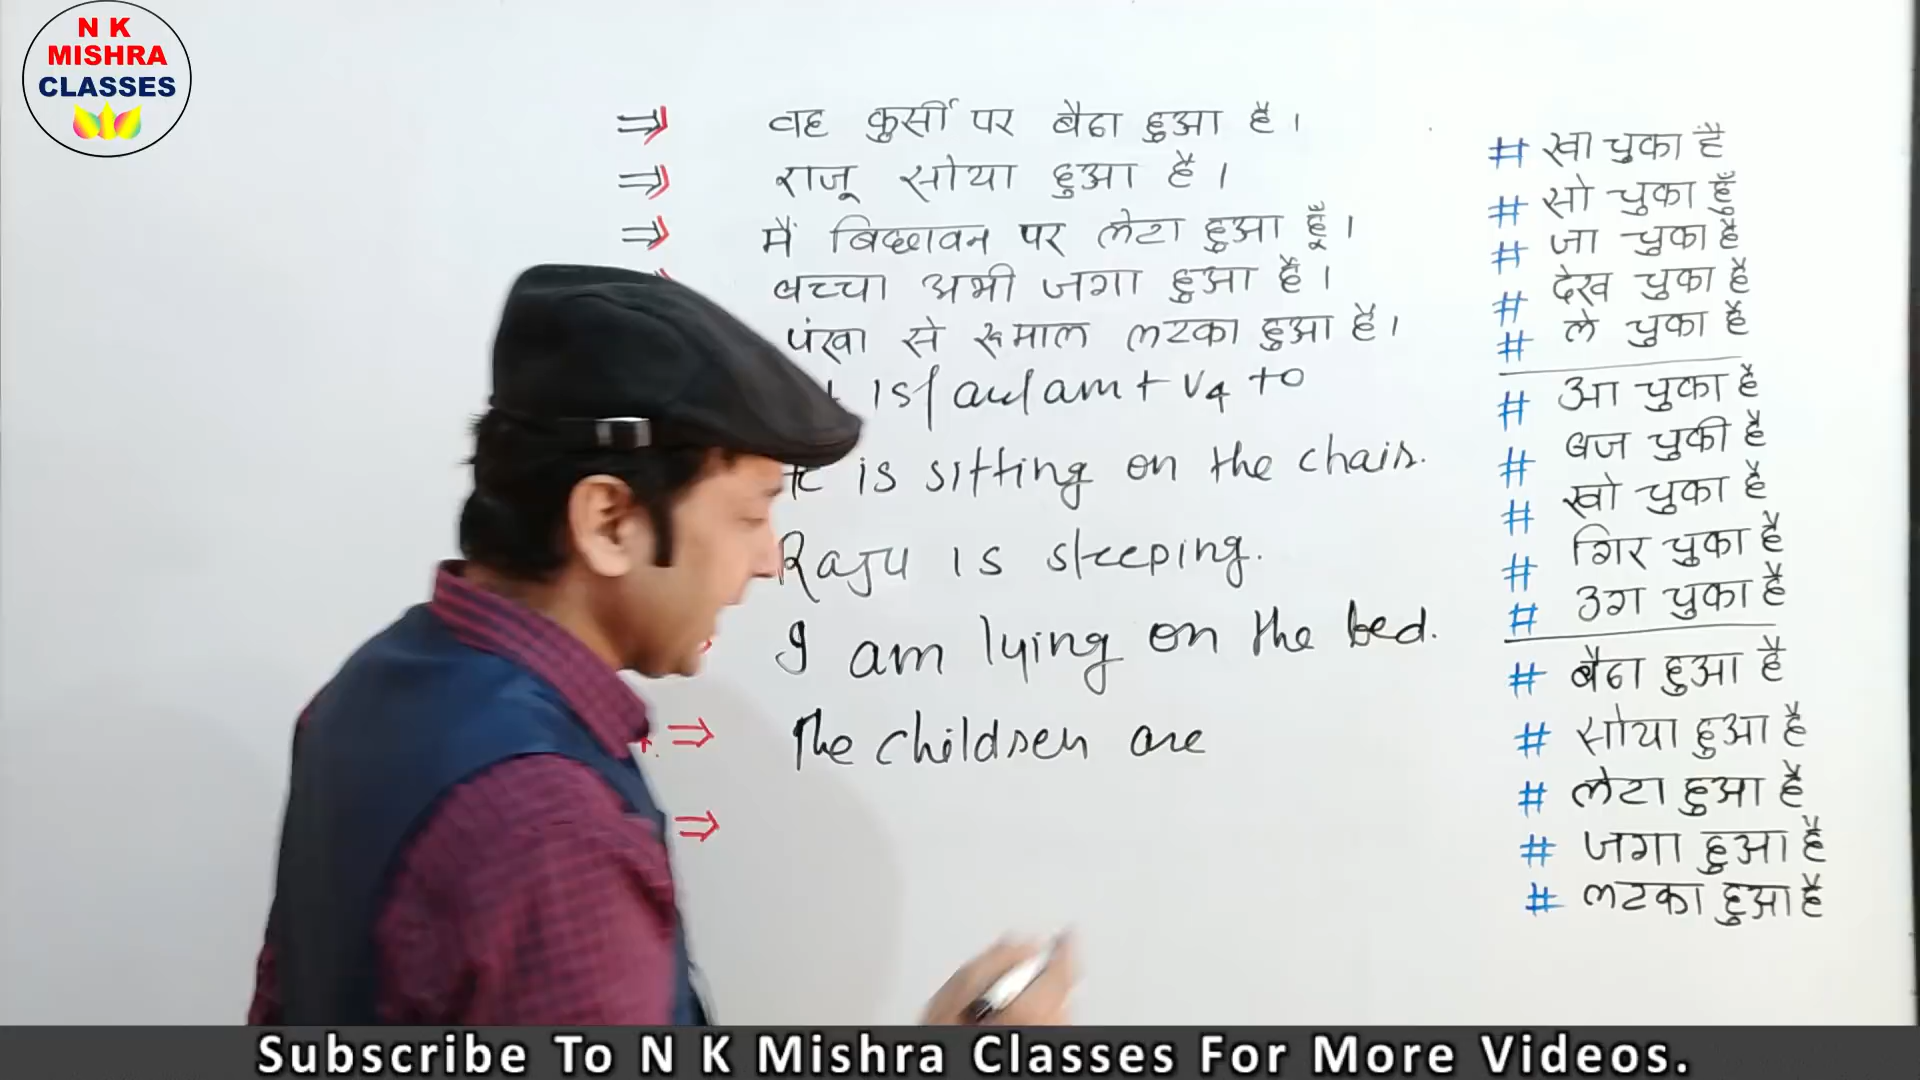 N K
MISHRA
CLASSES
⇒ वह कुर्सी पर बैठा हुआ है।
⇒ राजू सोया हुआ है।
⇒ मैं बिछावन पर लेटा हुआ हूँ।
बच्चा अभी जगा हुआ है।
पंखा से रूमाल लटका हुआ है।
is/are/am + V4 + O
is sitting on the chair.
Raju is sleeping.
I am lying on the bed.
⇒ The children are
⇒
# खा चुका है
# सो चुका हूँ
# जा चुका है
# देख चुका है
# ले चुका है
# आ चुका है
# बज चुकी है
# खो चुका है
# गिर चुका है
# उग चुका है
# बैठा हुआ है
# सोया हुआ है
# लेटा हुआ है
# जगा हुआ है
# लटका हुआ है
Subscribe To N K Mishra Classes For More Videos.